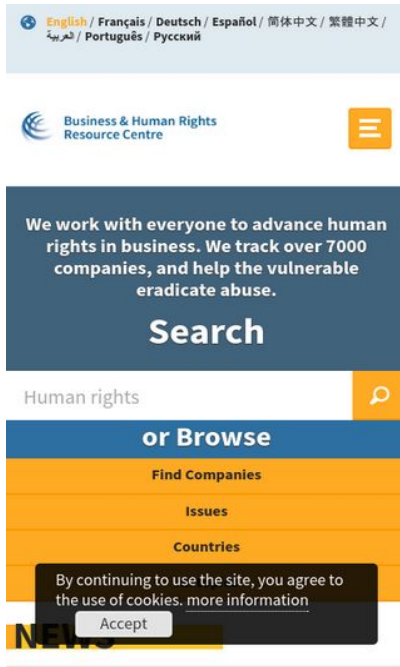 English / Français / Deutsch / Español / 简体中文 / 繁體中文 /
العربية / Português / Русский
Business & Human Rights
Resource Centre
We work with everyone to advance human
rights in business. We track over 7000
companies, and help the vulnerable
eradicate abuse.
Search
Human rights
or Browse
Find Companies
Issues
Countries
By continuing to use the site, you agree to
the use of cookies. more information
Accept
NEWS